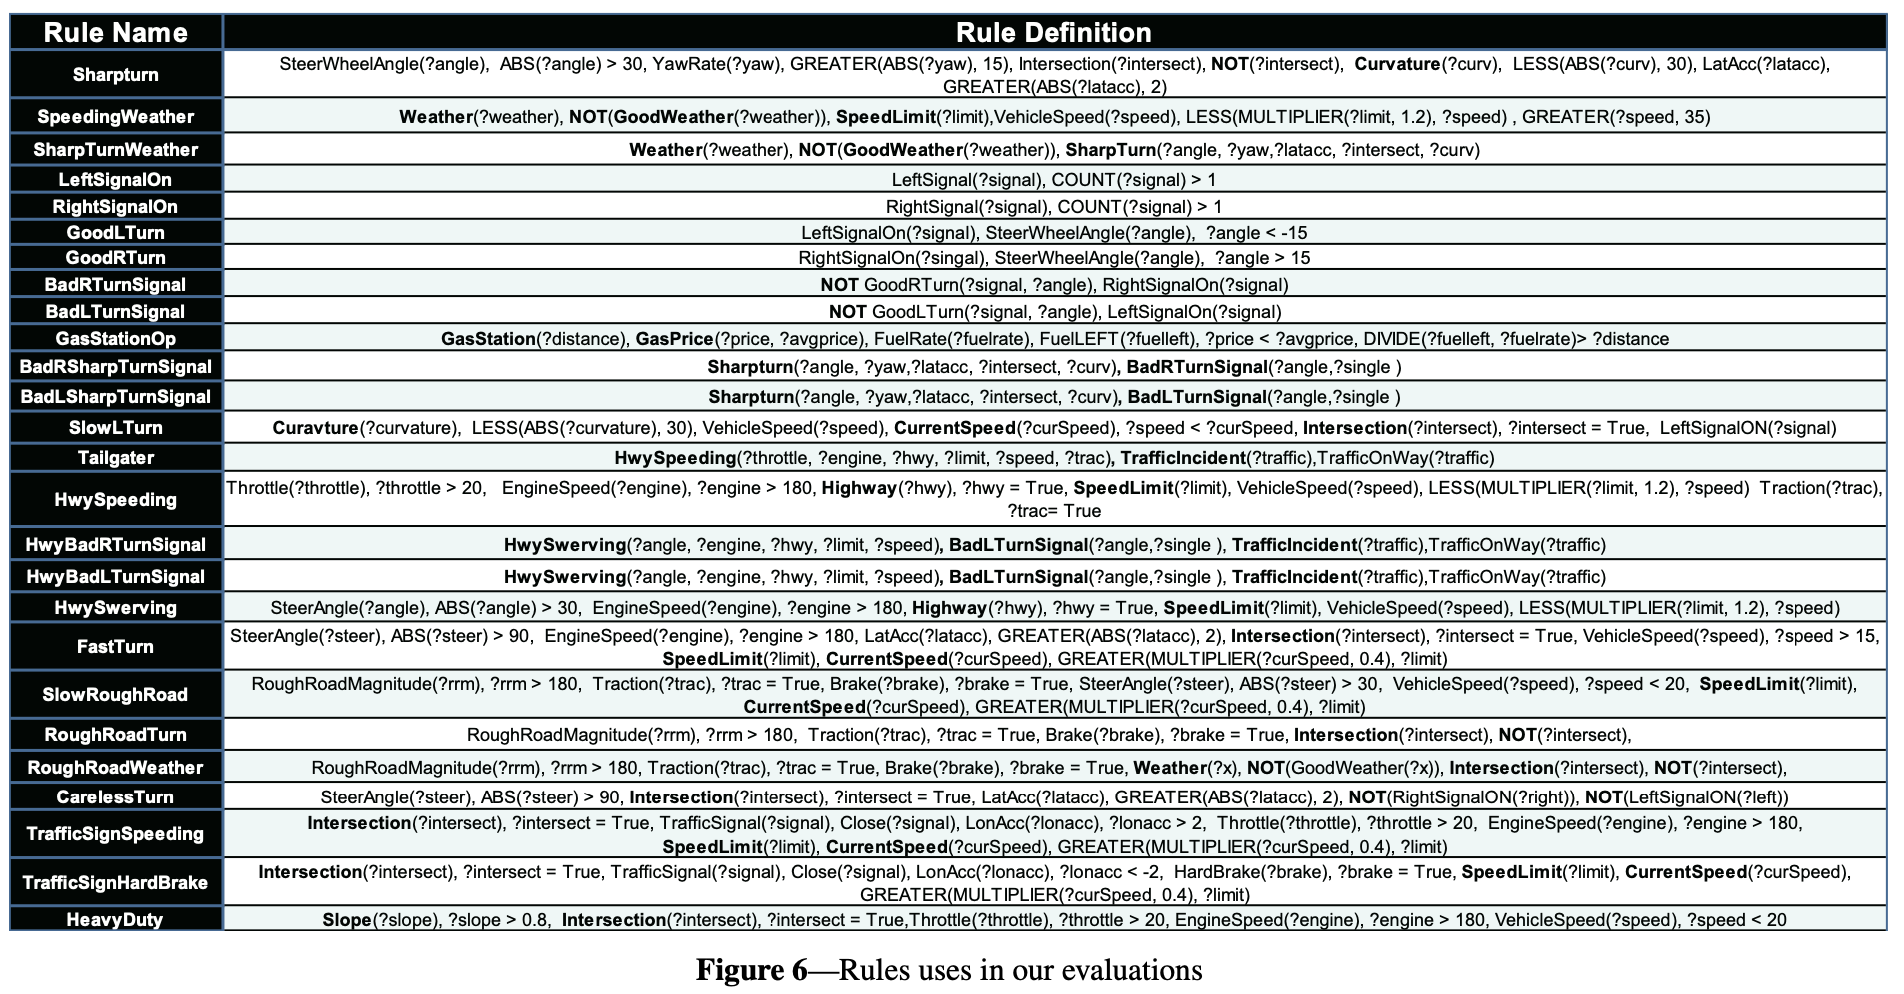 Rule Name Rule Definition
Sharpturn SteerWheelAngle(?angle), ABS(?angle) > 30, YawRate(?yaw), GREATER(ABS(?yaw), 15), Intersection(?intersect), NOT(?intersect), Curvature(?curv), LESS(ABS(?curv), 30), LatAcc(?latacc),
GREATER(ABS(?latacc), 2)
SpeedingWeather Weather(?weather), NOT(GoodWeather(?weather)), SpeedLimit(?limit),VehicleSpeed(?speed), LESS(MULTIPLIER(?limit, 1.2), ?speed) , GREATER(?speed, 35)
SharpTurnWeather Weather(?weather), NOT(GoodWeather(?weather)), SharpTurn(?angle, ?yaw,?latacc, ?intersect, ?curv)
LeftSignalOn LeftSignal(?signal), COUNT(?signal) > 1
RightSignalOn RightSignal(?signal), COUNT(?signal) > 1
GoodLTurn LeftSignalOn(?signal), SteerWheelAngle(?angle), ?angle < -15
GoodRTurn RightSignalOn(?singal), SteerWheelAngle(?angle), ?angle > 15
BadRTurnSignal NOT GoodRTurn(?signal, ?angle), RightSignalOn(?signal)
BadLTurnSignal NOT GoodLTurn(?signal, ?angle), LeftSignalOn(?signal)
GasStationOp GasStation(?distance), GasPrice(?price, ?avgprice), FuelRate(?fuelrate), FuelLEFT(?fuelleft), ?price < ?avgprice, DIVIDE(?fuelleft, ?fuelrate)> ?distance
BadRSharpTurnSignal Sharpturn(?angle, ?yaw,?latacc, ?intersect, ?curv), BadRTurnSignal(?angle,?single )
BadLSharpTurnSignal Sharpturn(?angle, ?yaw,?latacc, ?intersect, ?curv), BadLTurnSignal(?angle,?single )
SlowLTurn Curavture(?curvature), LESS(ABS(?curvature), 30), VehicleSpeed(?speed), CurrentSpeed(?curSpeed), ?speed < ?curSpeed, Intersection(?intersect), ?intersect = True, LeftSignalON(?signal)
Tailgater HwySpeeding(?throttle, ?engine, ?hwy, ?limit, ?speed, ?trac), TrafficIncident(?traffic),TrafficOnWay(?traffic)
HwySpeeding Throttle(?throttle), ?throttle > 20, EngineSpeed(?engine), ?engine > 180, Highway(?hwy), ?hwy = True, SpeedLimit(?limit), VehicleSpeed(?speed), LESS(MULTIPLIER(?limit, 1.2), ?speed) Traction(?trac),
?trac= True
HwyBadRTurnSignal HwySwerving(?angle, ?engine, ?hwy, ?limit, ?speed), BadLTurnSignal(?angle,?single ), TrafficIncident(?traffic),TrafficOnWay(?traffic)
HwyBadLTurnSignal HwySwerving(?angle, ?engine, ?hwy, ?limit, ?speed), BadLTurnSignal(?angle,?single ), TrafficIncident(?traffic),TrafficOnWay(?traffic)
HwySwerving SteerAngle(?angle), ABS(?angle) > 30, EngineSpeed(?engine), ?engine > 180, Highway(?hwy), ?hwy = True, SpeedLimit(?limit), VehicleSpeed(?speed), LESS(MULTIPLIER(?limit, 1.2), ?speed)
FastTurn SteerAngle(?steer), ABS(?steer) > 90, EngineSpeed(?engine), ?engine > 180, LatAcc(?latacc), GREATER(ABS(?latacc), 2), Intersection(?intersect), ?intersect = True, VehicleSpeed(?speed), ?speed > 15,
SpeedLimit(?limit), CurrentSpeed(?curSpeed), GREATER(MULTIPLIER(?curSpeed, 0.4), ?limit)
SlowRoughRoad RoughRoadMagnitude(?rrm), ?rrm > 180, Traction(?trac), ?trac = True, Brake(?brake), ?brake = True, SteerAngle(?steer), ABS(?steer) > 30, VehicleSpeed(?speed), ?speed < 20, SpeedLimit(?limit),
CurrentSpeed(?curSpeed), GREATER(MULTIPLIER(?curSpeed, 0.4), ?limit)
RoughRoadTurn RoughRoadMagnitude(?rrm), ?rrm > 180, Traction(?trac), ?trac = True, Brake(?brake), ?brake = True, Intersection(?intersect), NOT(?intersect),
RoughRoadWeather RoughRoadMagnitude(?rrm), ?rrm > 180, Traction(?trac), ?trac = True, Brake(?brake), ?brake = True, Weather(?x), NOT(GoodWeather(?x)), Intersection(?intersect), NOT(?intersect),
CarelessTurn SteerAngle(?steer), ABS(?steer) > 90, Intersection(?intersect), ?intersect = True, LatAcc(?latacc), GREATER(ABS(?latacc), 2), NOT(RightSignalON(?right)), NOT(LeftSignalON(?left))
TrafficSignSpeeding Intersection(?intersect), ?intersect = True, TrafficSignal(?signal), Close(?signal), LonAcc(?lonacc), ?lonacc > 2, Throttle(?throttle), ?throttle > 20, EngineSpeed(?engine), ?engine > 180,
SpeedLimit(?limit), CurrentSpeed(?curSpeed), GREATER(MULTIPLIER(?curSpeed, 0.4), ?limit)
TrafficSignHardBrake Intersection(?intersect), ?intersect = True, TrafficSignal(?signal), Close(?signal), LonAcc(?lonacc), ?lonacc < -2, HardBrake(?brake), ?brake = True, SpeedLimit(?limit), CurrentSpeed(?curSpeed),
GREATER(MULTIPLIER(?curSpeed, 0.4), ?limit)
HeavyDuty Slope(?slope), ?slope > 0.8, Intersection(?intersect), ?intersect = True,Throttle(?throttle), ?throttle > 20, EngineSpeed(?engine), ?engine > 180, VehicleSpeed(?speed), ?speed < 20
Figure 6—Rules uses in our evaluations